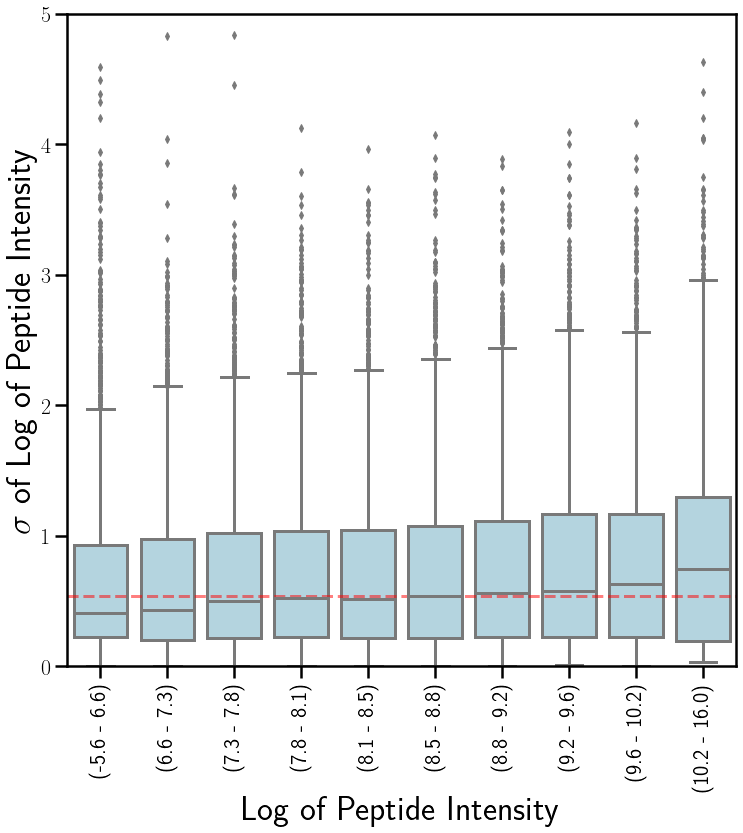 5
4
3
2
1
0
σ of Log of Peptide Intensity
(-5.6 - 6.6)
(6.6 - 7.3)
(7.3 - 7.8)
(7.8 - 8.1)
(8.1 - 8.5)
(8.5 - 8.8)
(8.8 - 9.2)
(9.2 - 9.6)
(9.6 - 10.2)
(10.2 - 16.0)
Log of Peptide Intensity